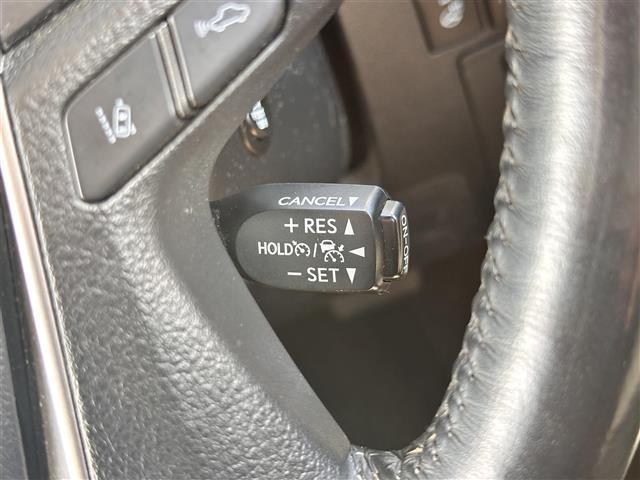 CANCEL▼
+ RES ▲
HOLD / ◀
− SET ▼
ON-OFF